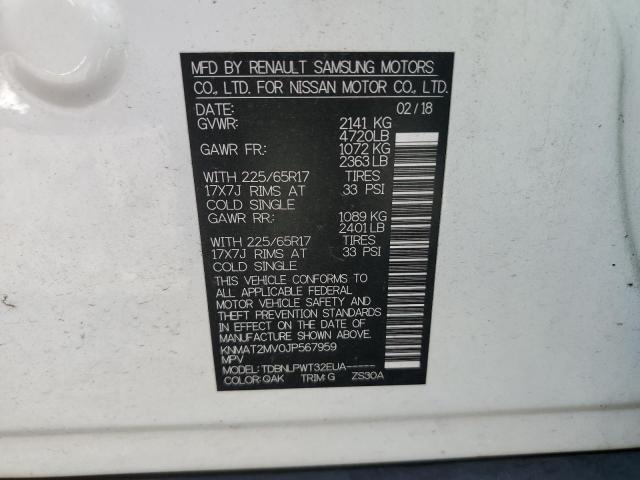 MFD BY RENAULT SAMSUNG MOTORS
CO., LTD. FOR NISSAN MOTOR CO., LTD.
DATE: 02/18
GVWR: 2141 KG
4720LB
GAWR FR: 1072 KG
2363 LB
WITH 225/65R17 TIRES
17X7J RIMS AT 33 PSI
COLD SINGLE
GAWR RR: 1089 KG
2401 LB
WITH 225/65R17 TIRES
17X7J RIMS AT 33 PSI
COLD SINGLE
THIS VEHICLE CONFORMS TO
ALL APPLICABLE FEDERAL
MOTOR VEHICLE SAFETY AND
THEFT PREVENTION STANDARDS
IN EFFECT ON THE DATE OF
MANUFACTURE SHOWN ABOVE.
KNMAT2MV0JP567959
MPV
MODEL: TDBNLPWT32EUA-----
COLOR: QAK TRIM: G ZS30A